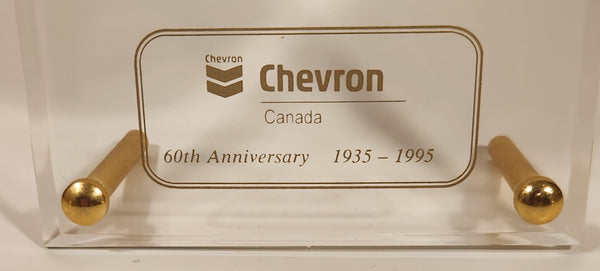 Chevron
Chevron
Canada
60th Anniversary 1935 – 1995